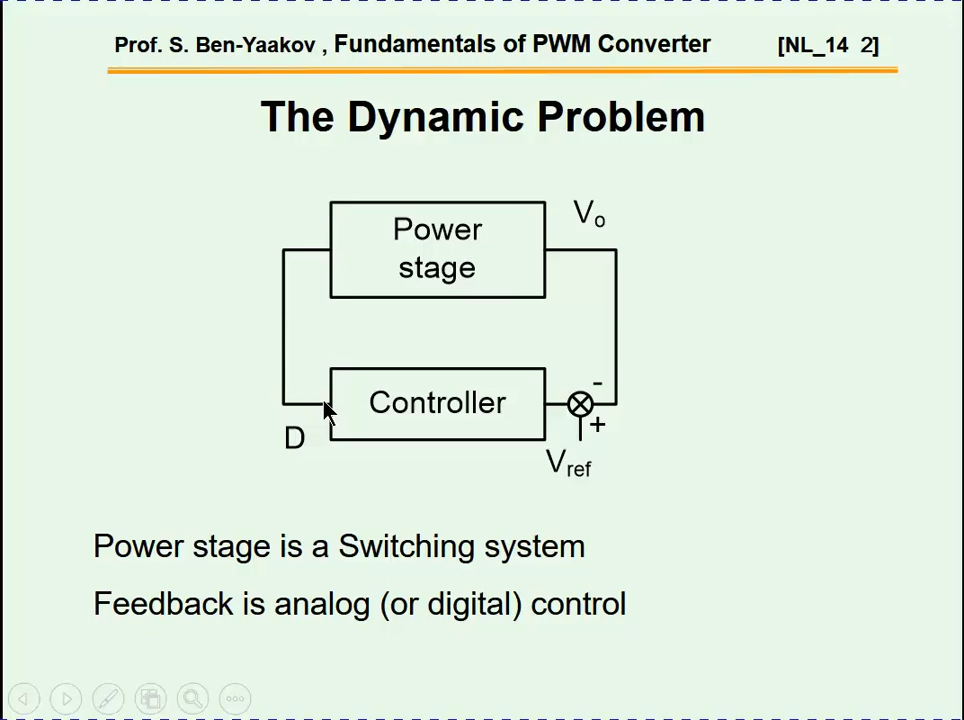 Prof. S. Ben-Yaakov , Fundamentals of PWM Converter [NL_14 2]
The Dynamic Problem
Power
stage
Vo
Controller
-
+
D
Vref
Power stage is a Switching system
Feedback is analog (or digital) control